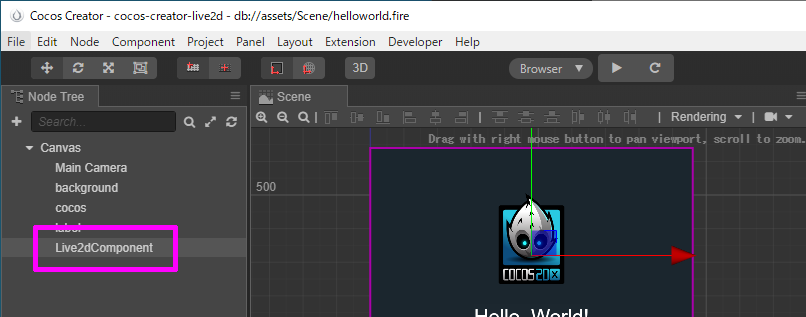 Cocos Creator - cocos-creator-live2d - db://assets/Scene/helloworld.fire
File Edit Node Component Project Panel Layout Extension Developer Help
3D Browser
Node Tree Scene
Search... Rendering
Drag with right mouse button to pan viewport, scroll to zoom.
Canvas
Main Camera
background
cocos
label
Live2dComponent
500
COCOS2DX
Hello, World!